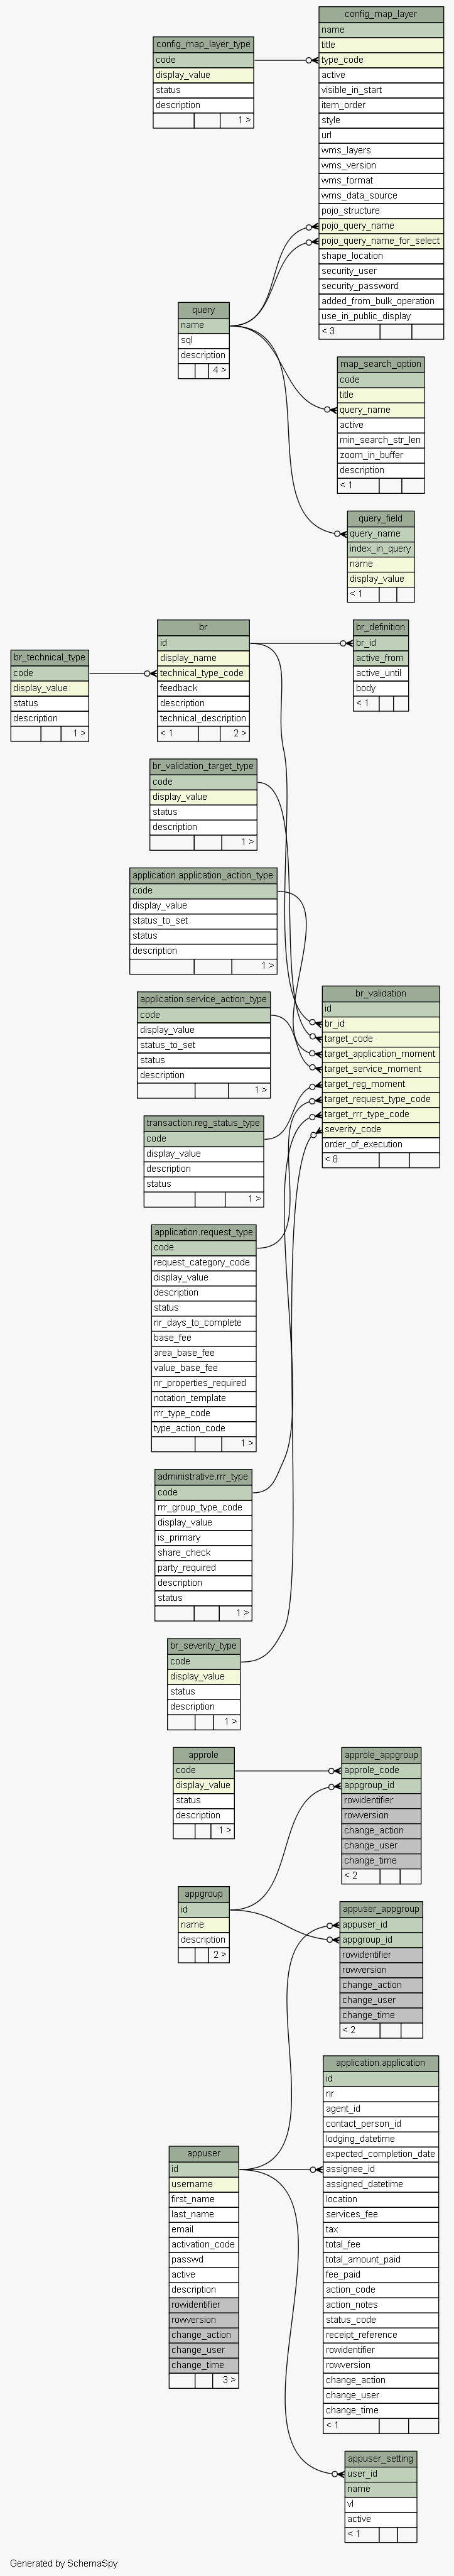 config_map_layer
name
title
type_code
active
visible_in_start
item_order
style
url
wms_layers
wms_version
wms_format
wms_data_source
pojo_structure
pojo_query_name
pojo_query_name_for_select
shape_location
security_user
security_password
added_from_bulk_operation
use_in_public_display
< 3
config_map_layer_type
code
display_value
status
description
1 >
query
name
sql
description
4 >
map_search_option
code
title
query_name
active
min_search_str_len
zoom_in_buffer
description
< 1
query_field
query_name
index_in_query
name
display_value
< 1
br
id
display_name
technical_type_code
feedback
description
technical_description
< 1 2 >
br_definition
br_id
active_from
active_until
body
< 1
br_technical_type
code
display_value
status
description
1 >
br_validation_target_type
code
display_value
status
description
1 >
application.application_action_type
code
display_value
status_to_set
status
description
1 >
br_validation
id
br_id
target_code
target_application_moment
target_service_moment
target_reg_moment
target_request_type_code
target_rrr_type_code
severity_code
order_of_execution
< 8
application.service_action_type
code
display_value
status_to_set
status
description
1 >
transaction.reg_status_type
code
display_value
description
status
1 >
application.request_type
code
request_category_code
display_value
description
status
nr_days_to_complete
base_fee
area_base_fee
value_base_fee
nr_properties_required
notation_template
rrr_type_code
type_action_code
1 >
administrative.rrr_type
code
rrr_group_type_code
display_value
is_primary
share_check
party_required
description
status
1 >
br_severity_type
code
display_value
status
description
1 >
approle
code
display_value
status
description
1 >
approle_appgroup
approle_code
appgroup_id
rowidentifier
rowversion
change_action
change_user
change_time
< 2
appgroup
id
name
description
2 >
appuser_appgroup
appuser_id
appgroup_id
rowidentifier
rowversion
change_action
change_user
change_time
< 2
application.application
id
nr
agent_id
contact_person_id
lodging_datetime
expected_completion_date
assignee_id
assigned_datetime
location
services_fee
tax
total_fee
total_amount_paid
fee_paid
action_code
action_notes
status_code
receipt_reference
rowidentifier
rowversion
change_action
change_user
change_time
< 1
appuser
id
username
first_name
last_name
email
activation_code
passwd
active
description
rowidentifier
rowversion
change_action
change_user
change_time
3 >
appuser_setting
user_id
name
vl
active
< 1
Generated by SchemaSpy